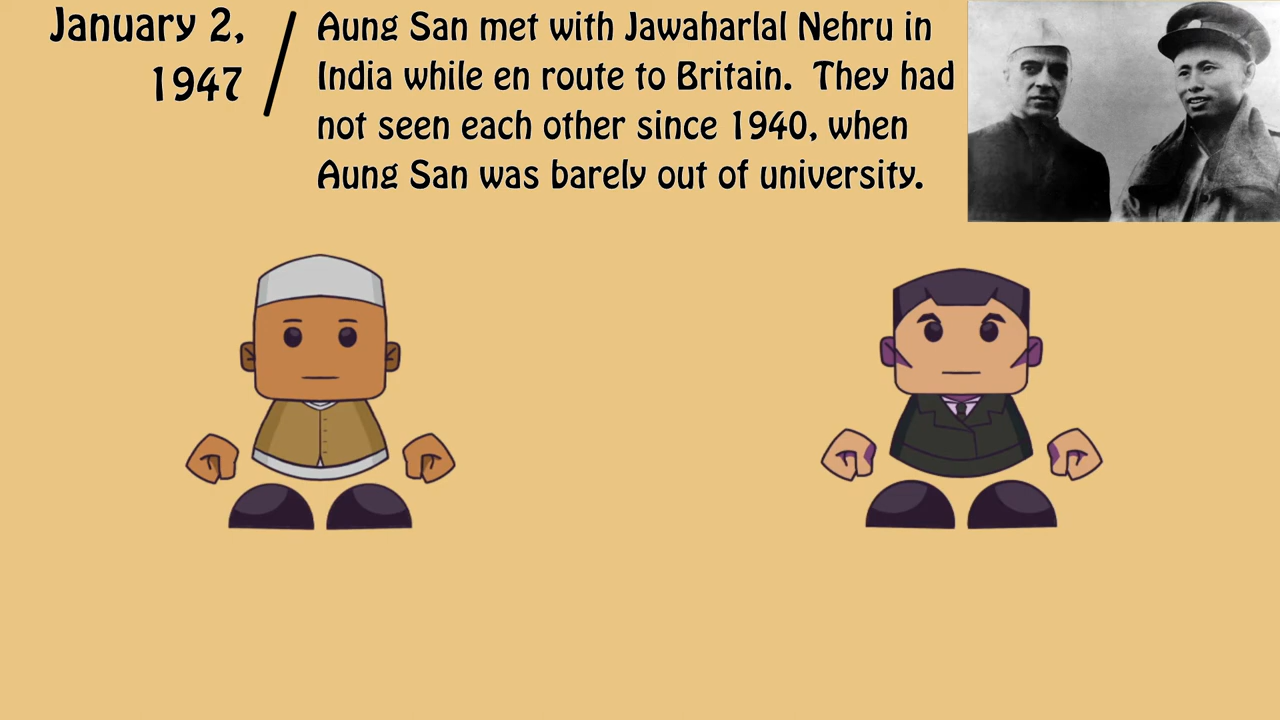 January 2,
1947
Aung San met with Jawaharlal Nehru in
India while en route to Britain.  They had
not seen each other since 1940, when
Aung San was barely out of university.